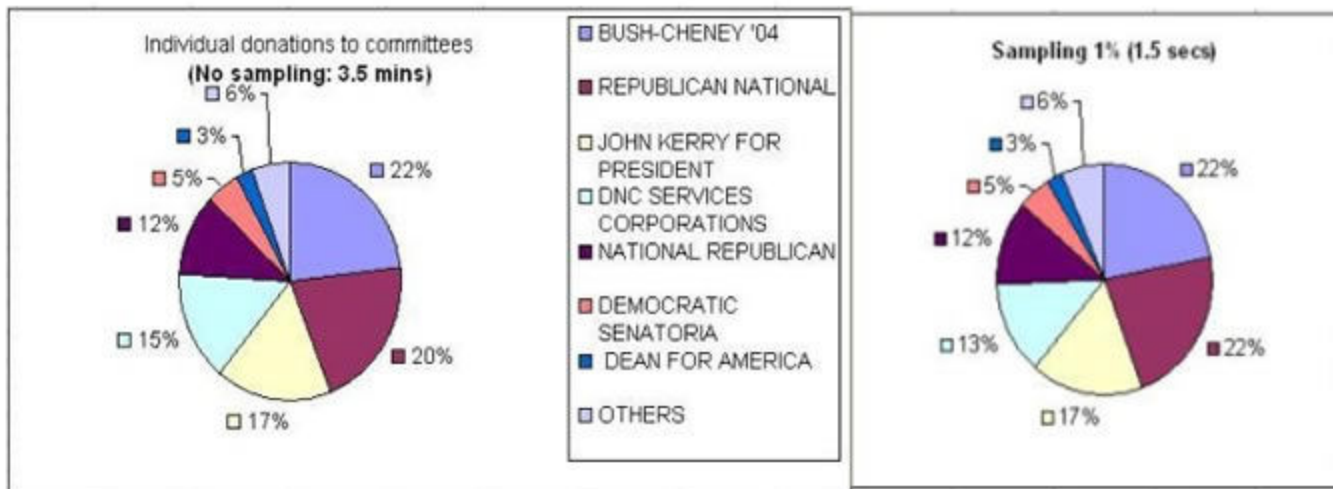 Individual donations to committees
(No sampling: 3.5 mins)
6%
3%
5%
22%
12%
15%
20%
17%
BUSH-CHENEY '04
REPUBLICAN NATIONAL
JOHN KERRY FOR
PRESIDENT
DNC SERVICES
CORPORATIONS
NATIONAL REPUBLICAN
DEMOCRATIC
SENATORIA
DEAN FOR AMERICA
OTHERS
Sampling 1% (1.5 secs)
6%
3%
5%
22%
12%
13%
22%
17%